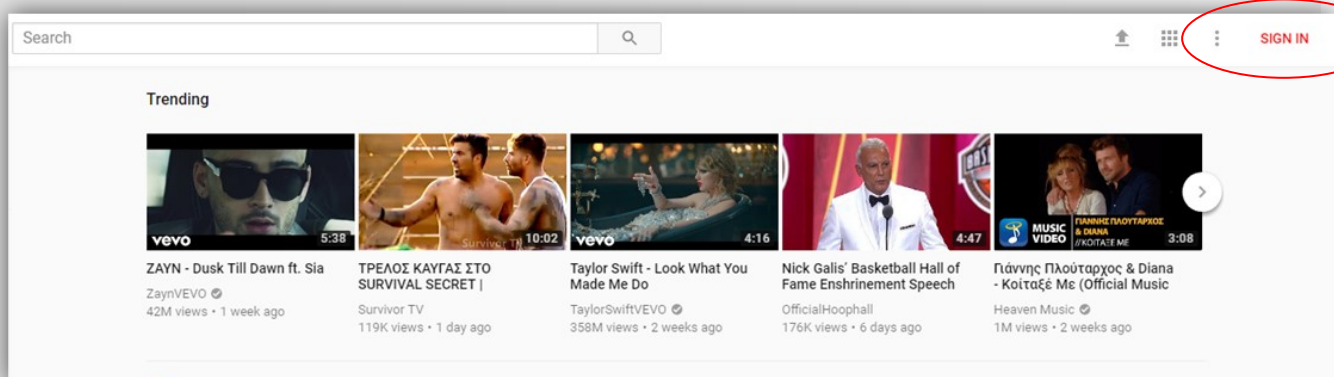 Search
SIGN IN
Trending
vevo
5:38
Survivor TV
10:02
vevo
4:16
4:47
MUSIC
VIDEO
ΓΙΑΝΝΗΣ ΠΛΟΥΤΑΡΧΟΣ
& DIANA
//ΚΟΙΤΑΞΕ ΜΕ
3:08
ZAYN - Dusk Till Dawn ft. Sia
ZaynVEVO
42M views • 1 week ago
ΤΡΕΛΟΣ ΚΑΥΓΑΣ ΣΤΟ
SURVIVAL SECRET |
Survivor TV
119K views • 1 day ago
Taylor Swift - Look What You
Made Me Do
TaylorSwiftVEVO
358M views • 2 weeks ago
Nick Galis' Basketball Hall of
Fame Enshrinement Speech
OfficialHoophall
176K views • 6 days ago
Γιάννης Πλούταρχος & Diana
- Κοίταξέ Με (Official Music
Heaven Music
1M views • 2 weeks ago